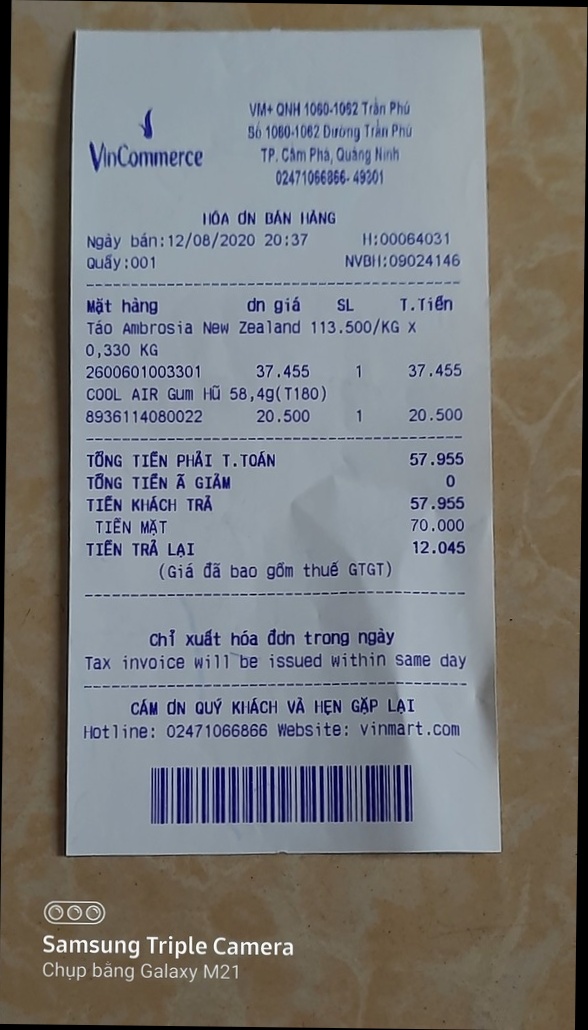 VM+ QNH 1060-1062 Trần Phú
Số 1060-1062 Đường Trần Phú
TP. Cẩm Phả, Quảng Ninh
02471066866- 49301
VinCommerce
HÓA ƠN BÁN HÀNG
Ngày bán:12/08/2020 20:37 H:00064031
Quầy:001 NVBH:09024146
Mặt hàng ơn giá SL T.Tiền
Táo Ambrosia New Zealand 113.500/KG X
0,330 KG
2600601003301 37.455 1 37.455
COOL AIR Gum Hũ 58,4g(T180)
8936114080022 20.500 1 20.500
TỔNG TIỀN PHẢI T.TOÁN 57.955
TỔNG TIỀN Ã GIẢM 0
TIỀN KHÁCH TRẢ 57.955
TIỀN MẶT 70.000
TIỀN TRẢ LẠI 12.045
(Giá đã bao gồm thuế GTGT)
Chỉ xuất hóa đơn trong ngày
Tax invoice will be issued within same day
CÁM ƠN QUÝ KHÁCH VÀ HẸN GẶP LẠI
Hotline: 02471066866 Website: vinmart.com
Samsung Triple Camera
Chụp bằng Galaxy M21